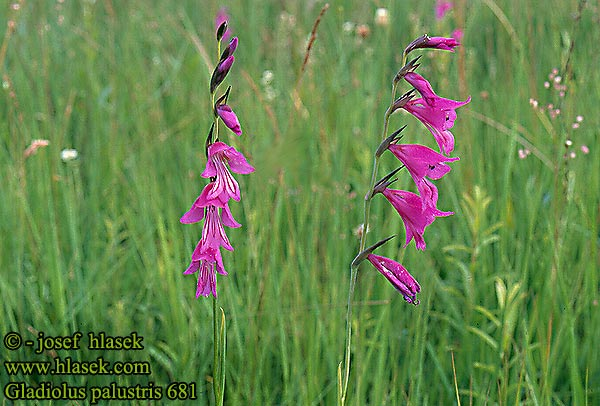 © - josef hlasek
www.hlasek.com
Gladiolus palustris 681